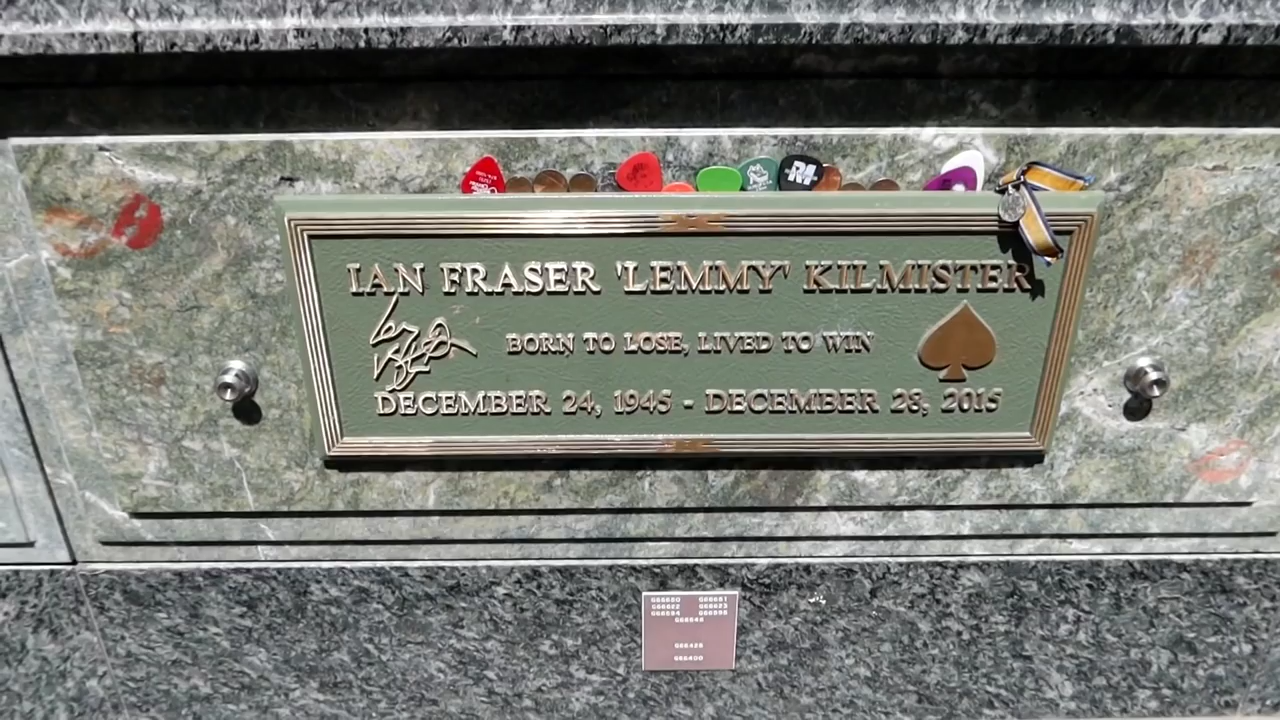 IAN FRASER 'LEMMY' KILMISTER
BORN TO LOSE, LIVED TO WIN
DECEMBER 24, 1945 - DECEMBER 28, 2015